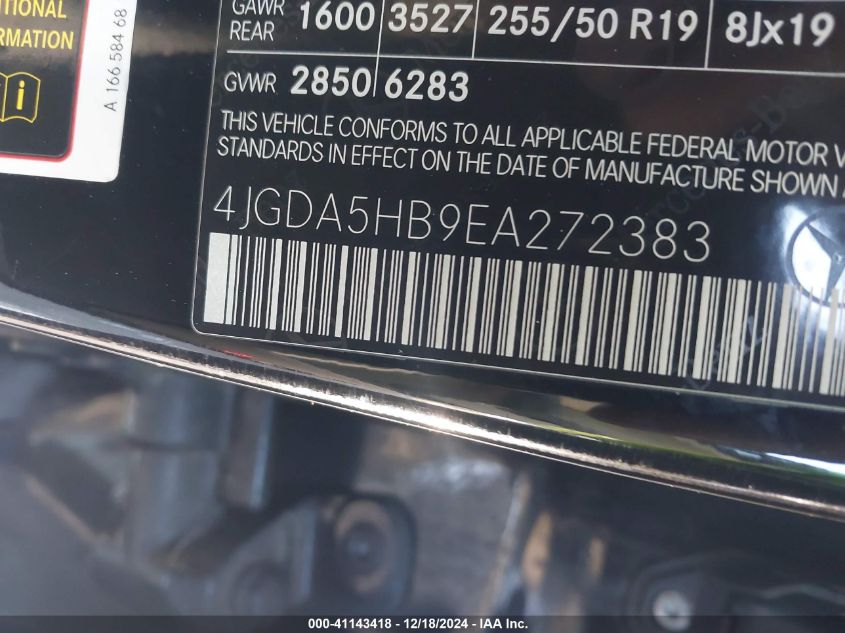 ITIONAL
ORMATION
A 166 584 68
GAWR REAR 1600 3527 255/50 R19 8Jx19
GVWR 2850 6283
THIS VEHICLE CONFORMS TO ALL APPLICABLE FEDERAL MOTOR V
STANDARDS IN EFFECT ON THE DATE OF MANUFACTURE SHOWN A
4JGDA5HB9EA272383
000-41143418 - 12/18/2024 - IAA Inc.